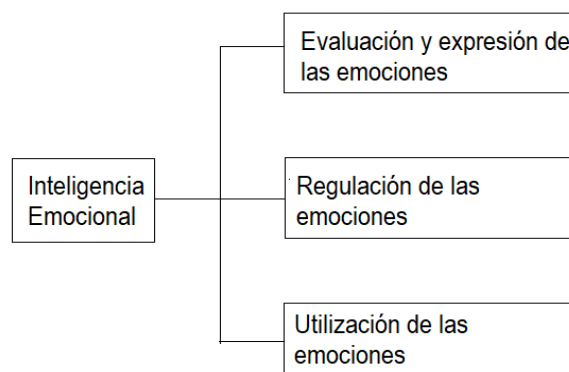 Evaluación y expresión de
las emociones
Inteligencia
Emocional
Regulación de las
emociones
Utilización de las
emociones